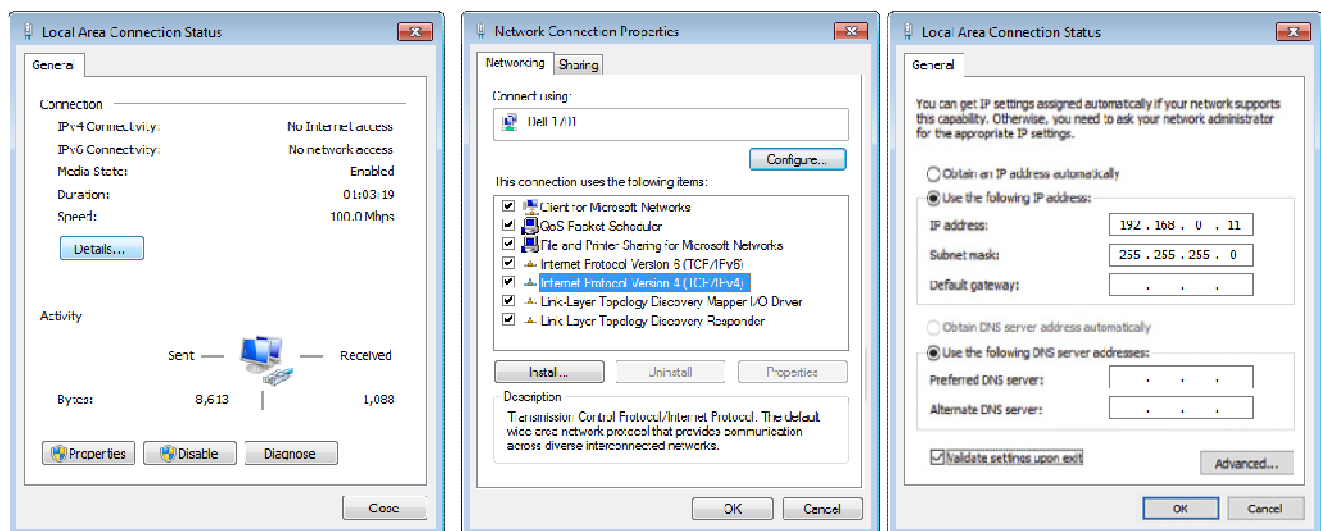 Local Area Connection Status
General
Connection
IPv4 Connectivity: No Internet access
IPv6 Connectivity: No network access
Media State: Enabled
Duration: 01:03:19
Speed: 100.0 Mbps
Details...
Activity
Sent Received
Bytes: 8,613 1,088
Properties Disable Diagnose
Close
Network Connection Properties
Networking Sharing
Connect using:
Dell 1701
Configure...
This connection uses the following items:
Client for Microsoft Networks
QoS Packet Scheduler
File and Printer Sharing for Microsoft Networks
Internet Protocol Version 6 (TCP/IPv6)
Internet Protocol Version 4 (TCP/IPv4)
Link-Layer Topology Discovery Mapper I/O Driver
Link-Layer Topology Discovery Responder
Install... Uninstall Properties
Description
Transmission Control Protocol/Internet Protocol. The default
wide area network protocol that provides communication
across diverse interconnected networks.
OK Cancel
Local Area Connection Status
General
You can get IP settings assigned automatically if your network supports
this capability. Otherwise, you need to ask your network administrator
for the appropriate IP settings.
Obtain an IP address automatically
Use the following IP address:
IP address: 192 . 168 . 0 . 11
Subnet mask: 255 . 255 . 255 . 0
Default gateway: . . .
Obtain DNS server address automatically
Use the following DNS server addresses:
Preferred DNS server: . . .
Alternate DNS server: . . .
Validate settings upon exit
Advanced...
OK Cancel